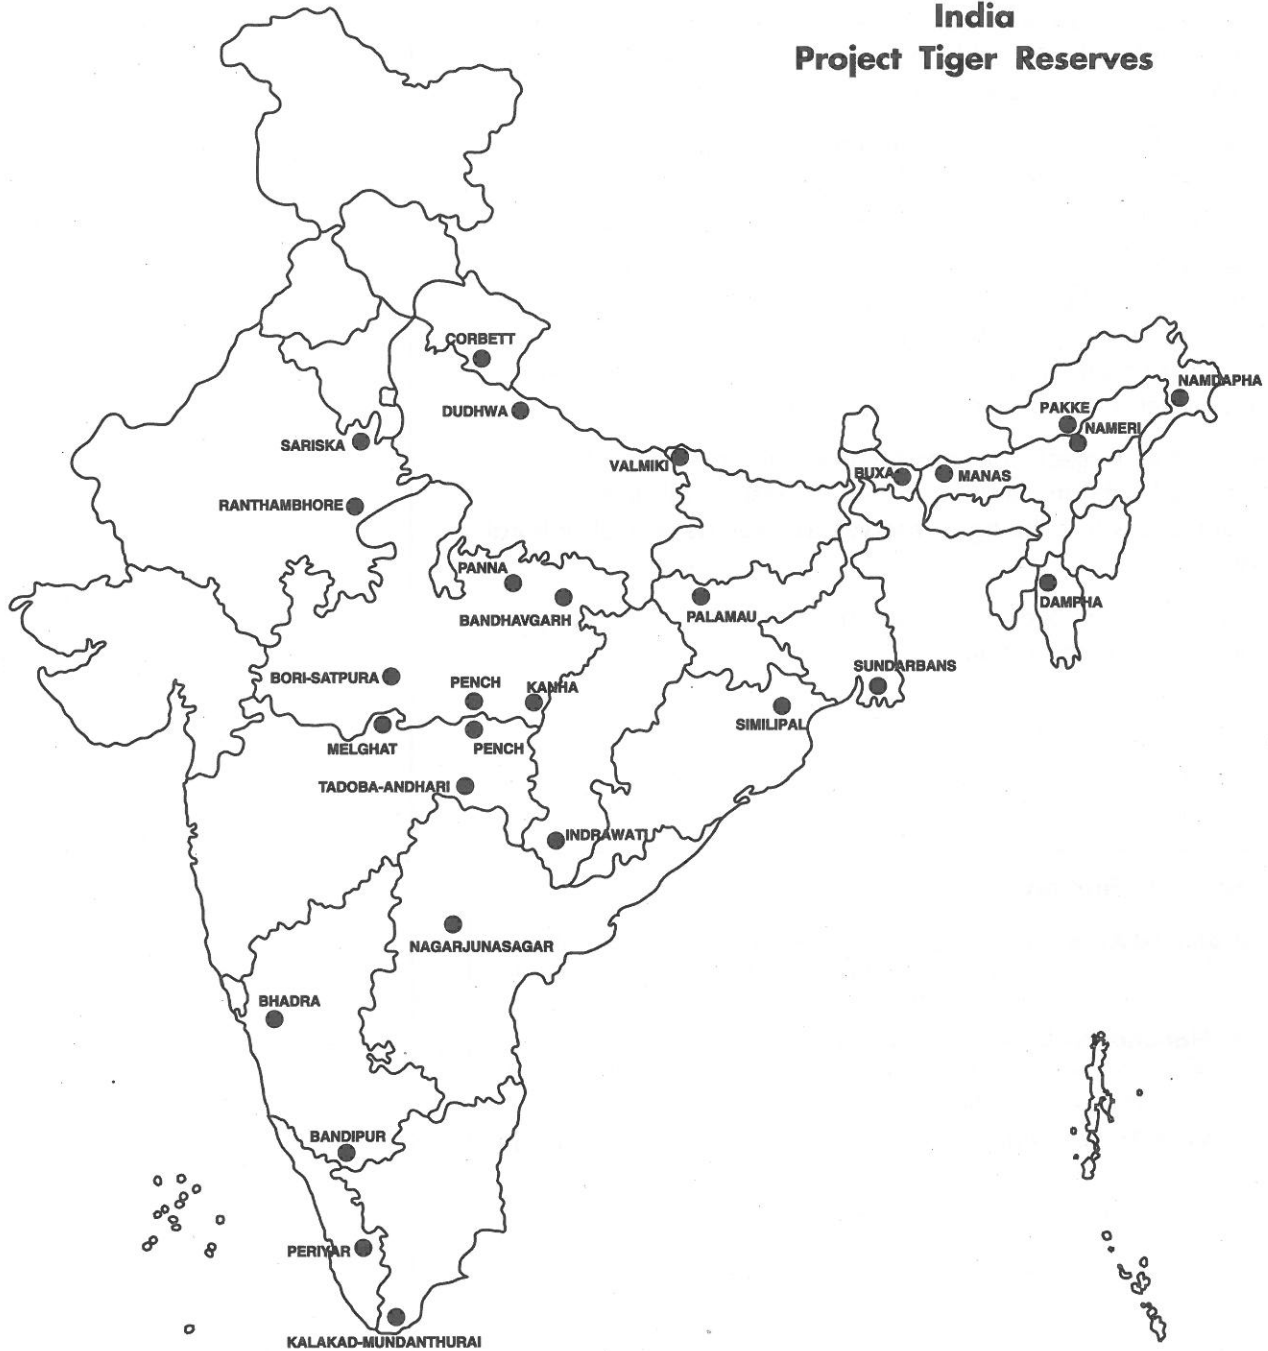 India
Project Tiger Reserves
CORBETT
NAMDAPHA
PAKKE
DUDHWA
NAMERI
SARISKA
VALMIKI
BUXA
MANAS
RANTHAMBHORE
PANNA
DAMPHA
BANDHAVGARH
PALAMAU
SUNDARBANS
BORI-SATPURA
PENCH
KANHA
SIMILIPAL
MELGHAT
PENCH
TADOBA-ANDHARI
INDRAWATI
NAGARJUNASAGAR
BHADRA
BANDIPUR
PERIYAR
KALAKAD-MUNDANTHURAI